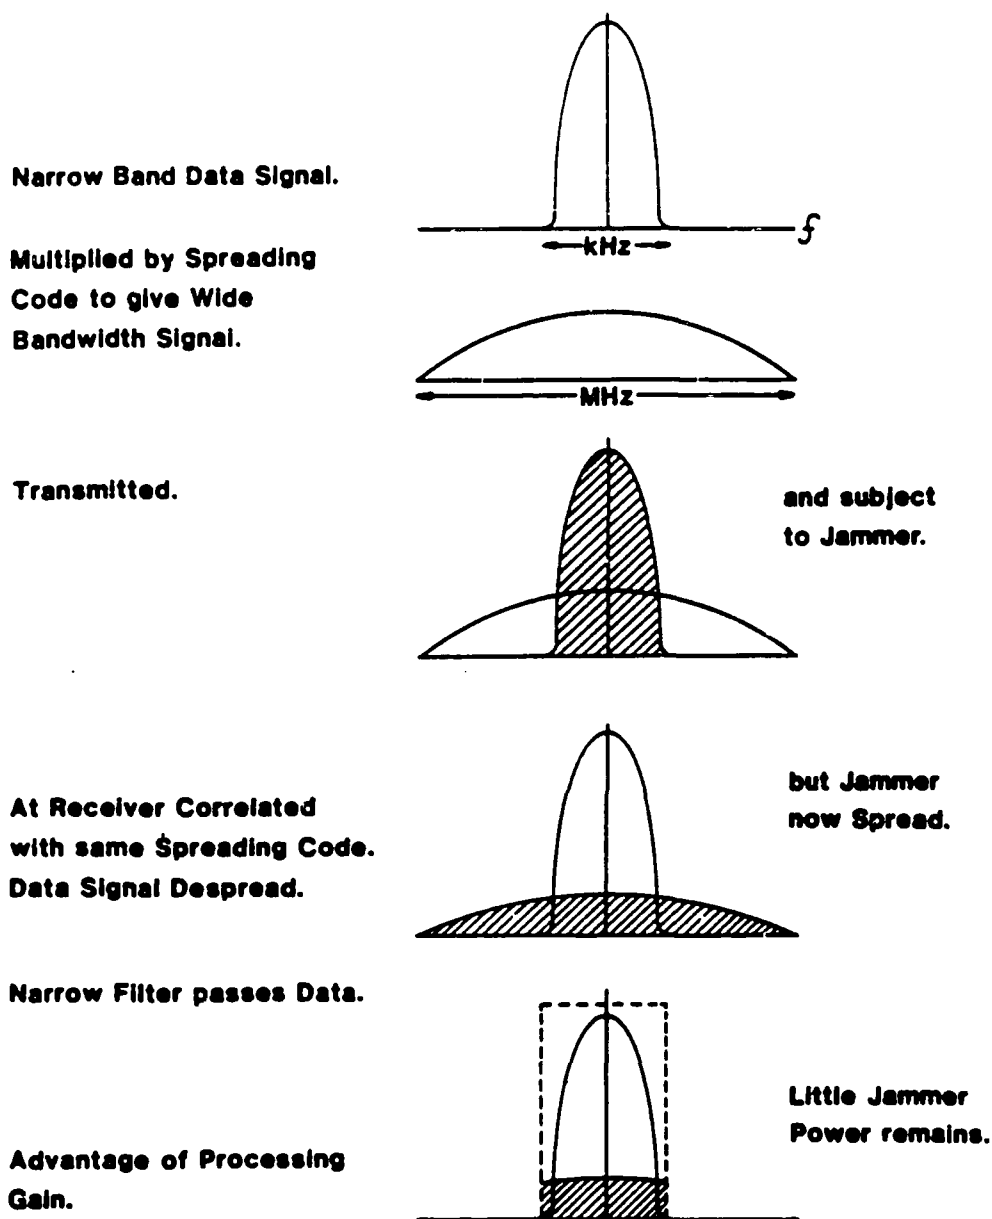 Narrow Band Data Signal.
f
kHz
Multiplied by Spreading
Code to give Wide
Bandwidth Signal.
MHz
Transmitted.
and subject
to Jammer.
At Receiver Correlated
with same Spreading Code.
Data Signal Despread.
but Jammer
now Spread.
Narrow Filter passes Data.
Little Jammer
Power remains.
Advantage of Processing
Gain.